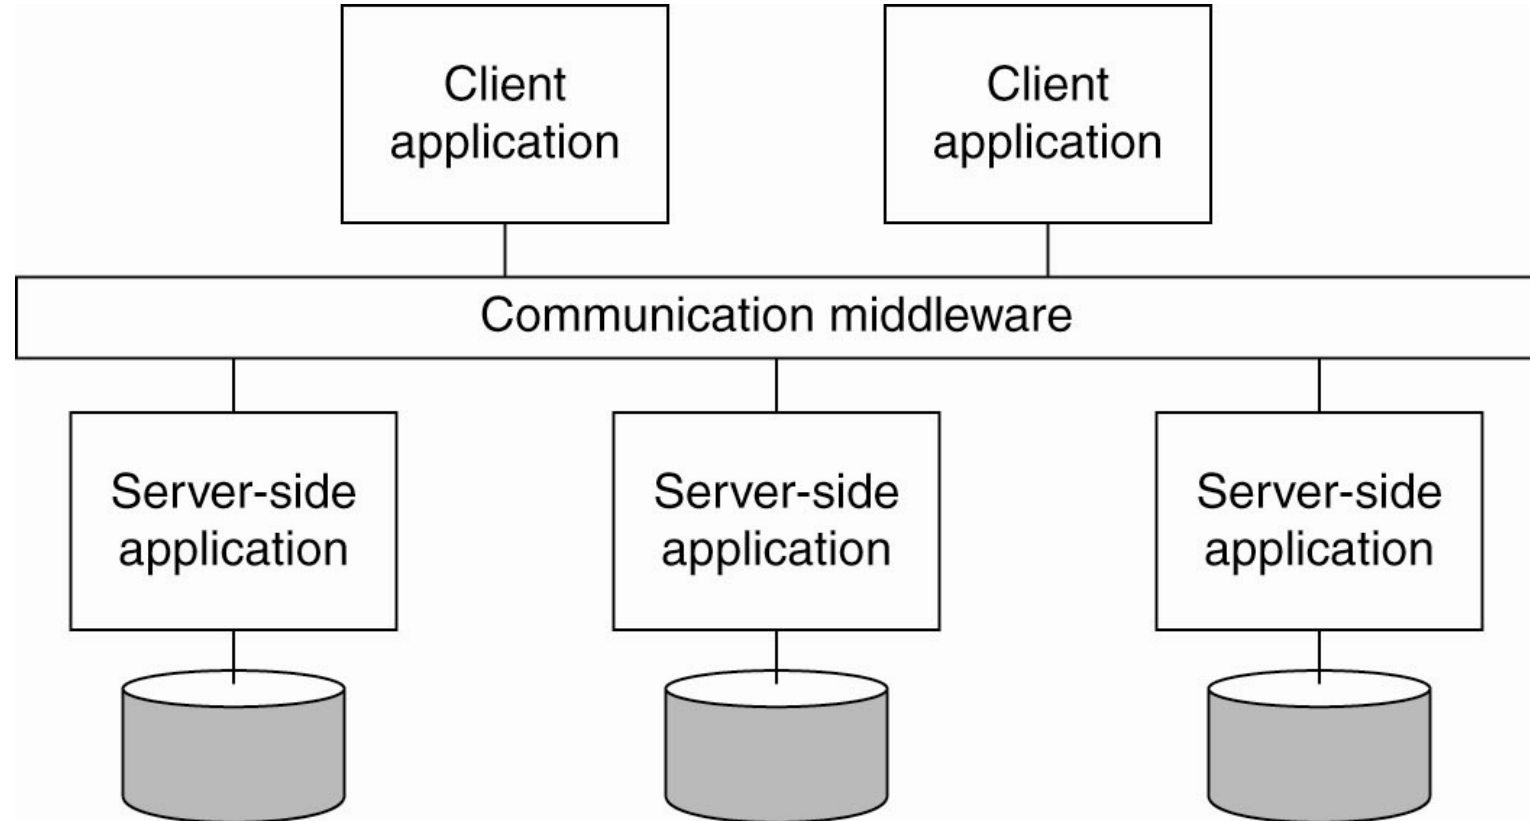 Client
application
Client
application
Communication middleware
Server-side
application
Server-side
application
Server-side
application